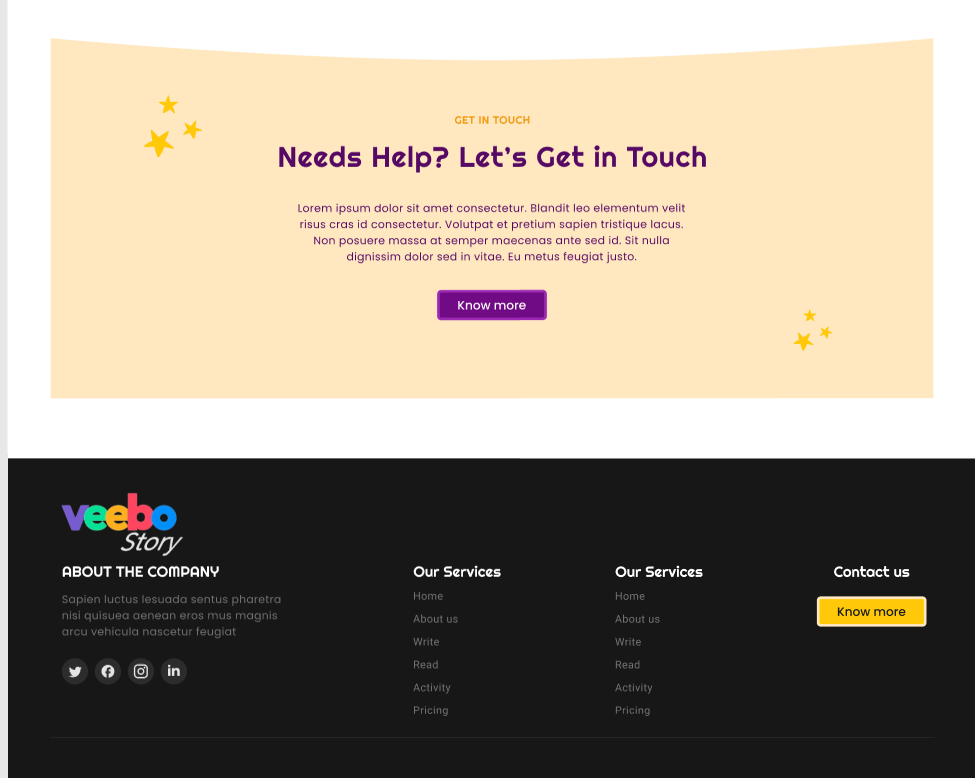 GET IN TOUCH
Needs Help? Let's Get in Touch
Lorem ipsum dolor sit amet consectetur. Blandit leo elementum velit
risus cras id consectetur. Volutpat et pretium sapien tristique lacus.
Non posuere massa at semper maecenas ante sed id. Sit nulla
dignissim dolor sed in vitae. Eu metus feugiat justo.
Know more
veebo
Story
ABOUT THE COMPANY
Sapien luctus lesuada sentus pharetra
nisi quisuea aenean eros mus magnis
arcu vehicula nascetur feugiat
in
Our Services
Home
About us
Write
Read
Activity
Pricing
Our Services
Home
About us
Write
Read
Activity
Pricing
Contact us
Know more